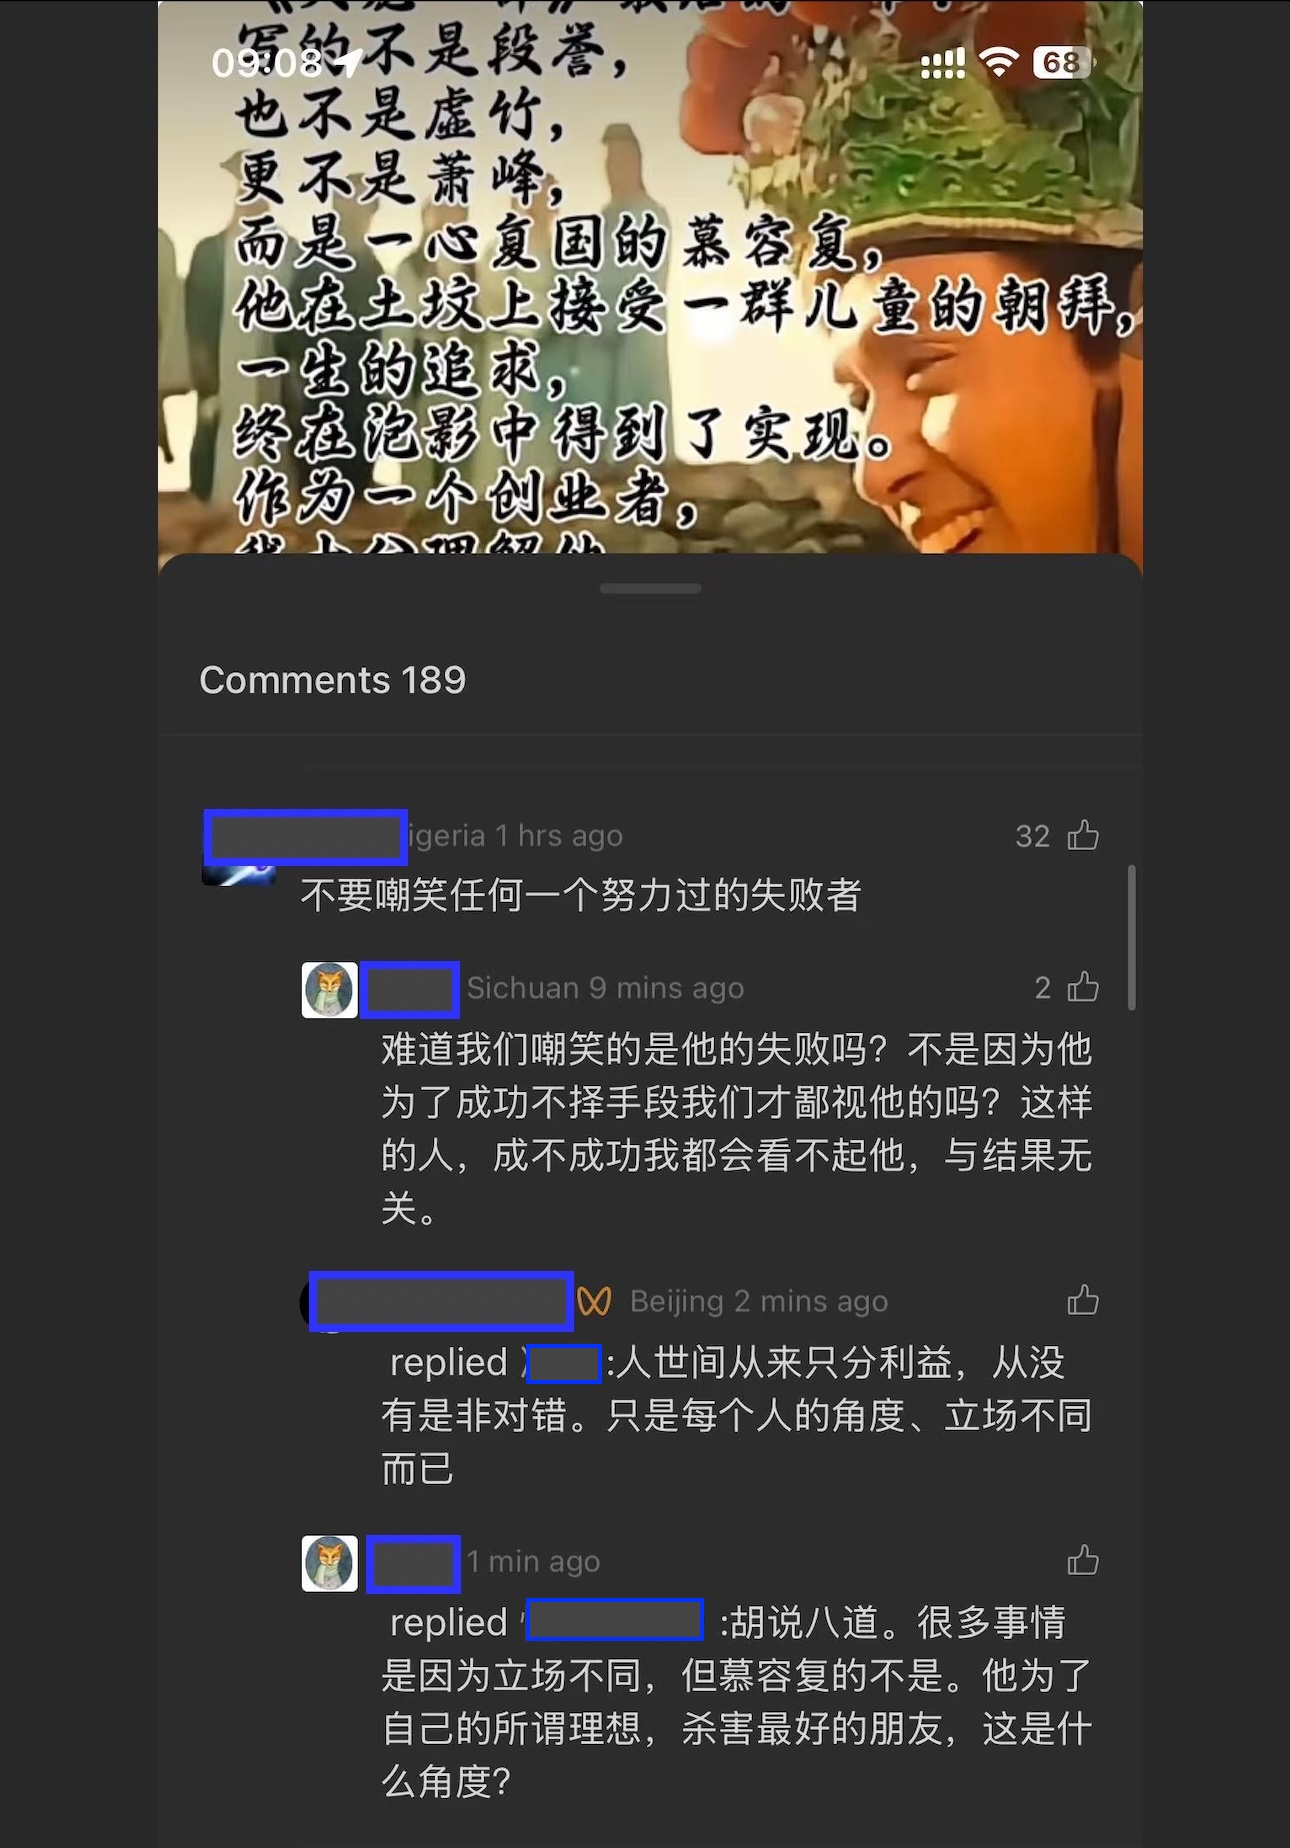 09:08
68
的不是段誉，
也不是虚竹，
更不是萧峰，
而是一心复国的慕容复，
他在土坟上接受一群儿童的朝拜，
一生的追求，
终在泡影中得到了实现。
作为一个创业者，
Comments 189
igeria 1 hrs ago
32
不要嘲笑任何一个努力过的失败者
Sichuan 9 mins ago
2
难道我们嘲笑的是他的失败吗？不是因为他
为了成功不择手段我们才鄙视他的吗？这样
的人，成不成功我都会看不起他，与结果无
关。
Beijing 2 mins ago
replied :人世间从来只分利益，从没
有是非对错。只是每个人的角度、立场不同
而已
1 min ago
replied :胡说八道。很多事情
是因为立场不同，但慕容复的不是。他为了
自己的所谓理想，杀害最好的朋友，这是什
么角度？